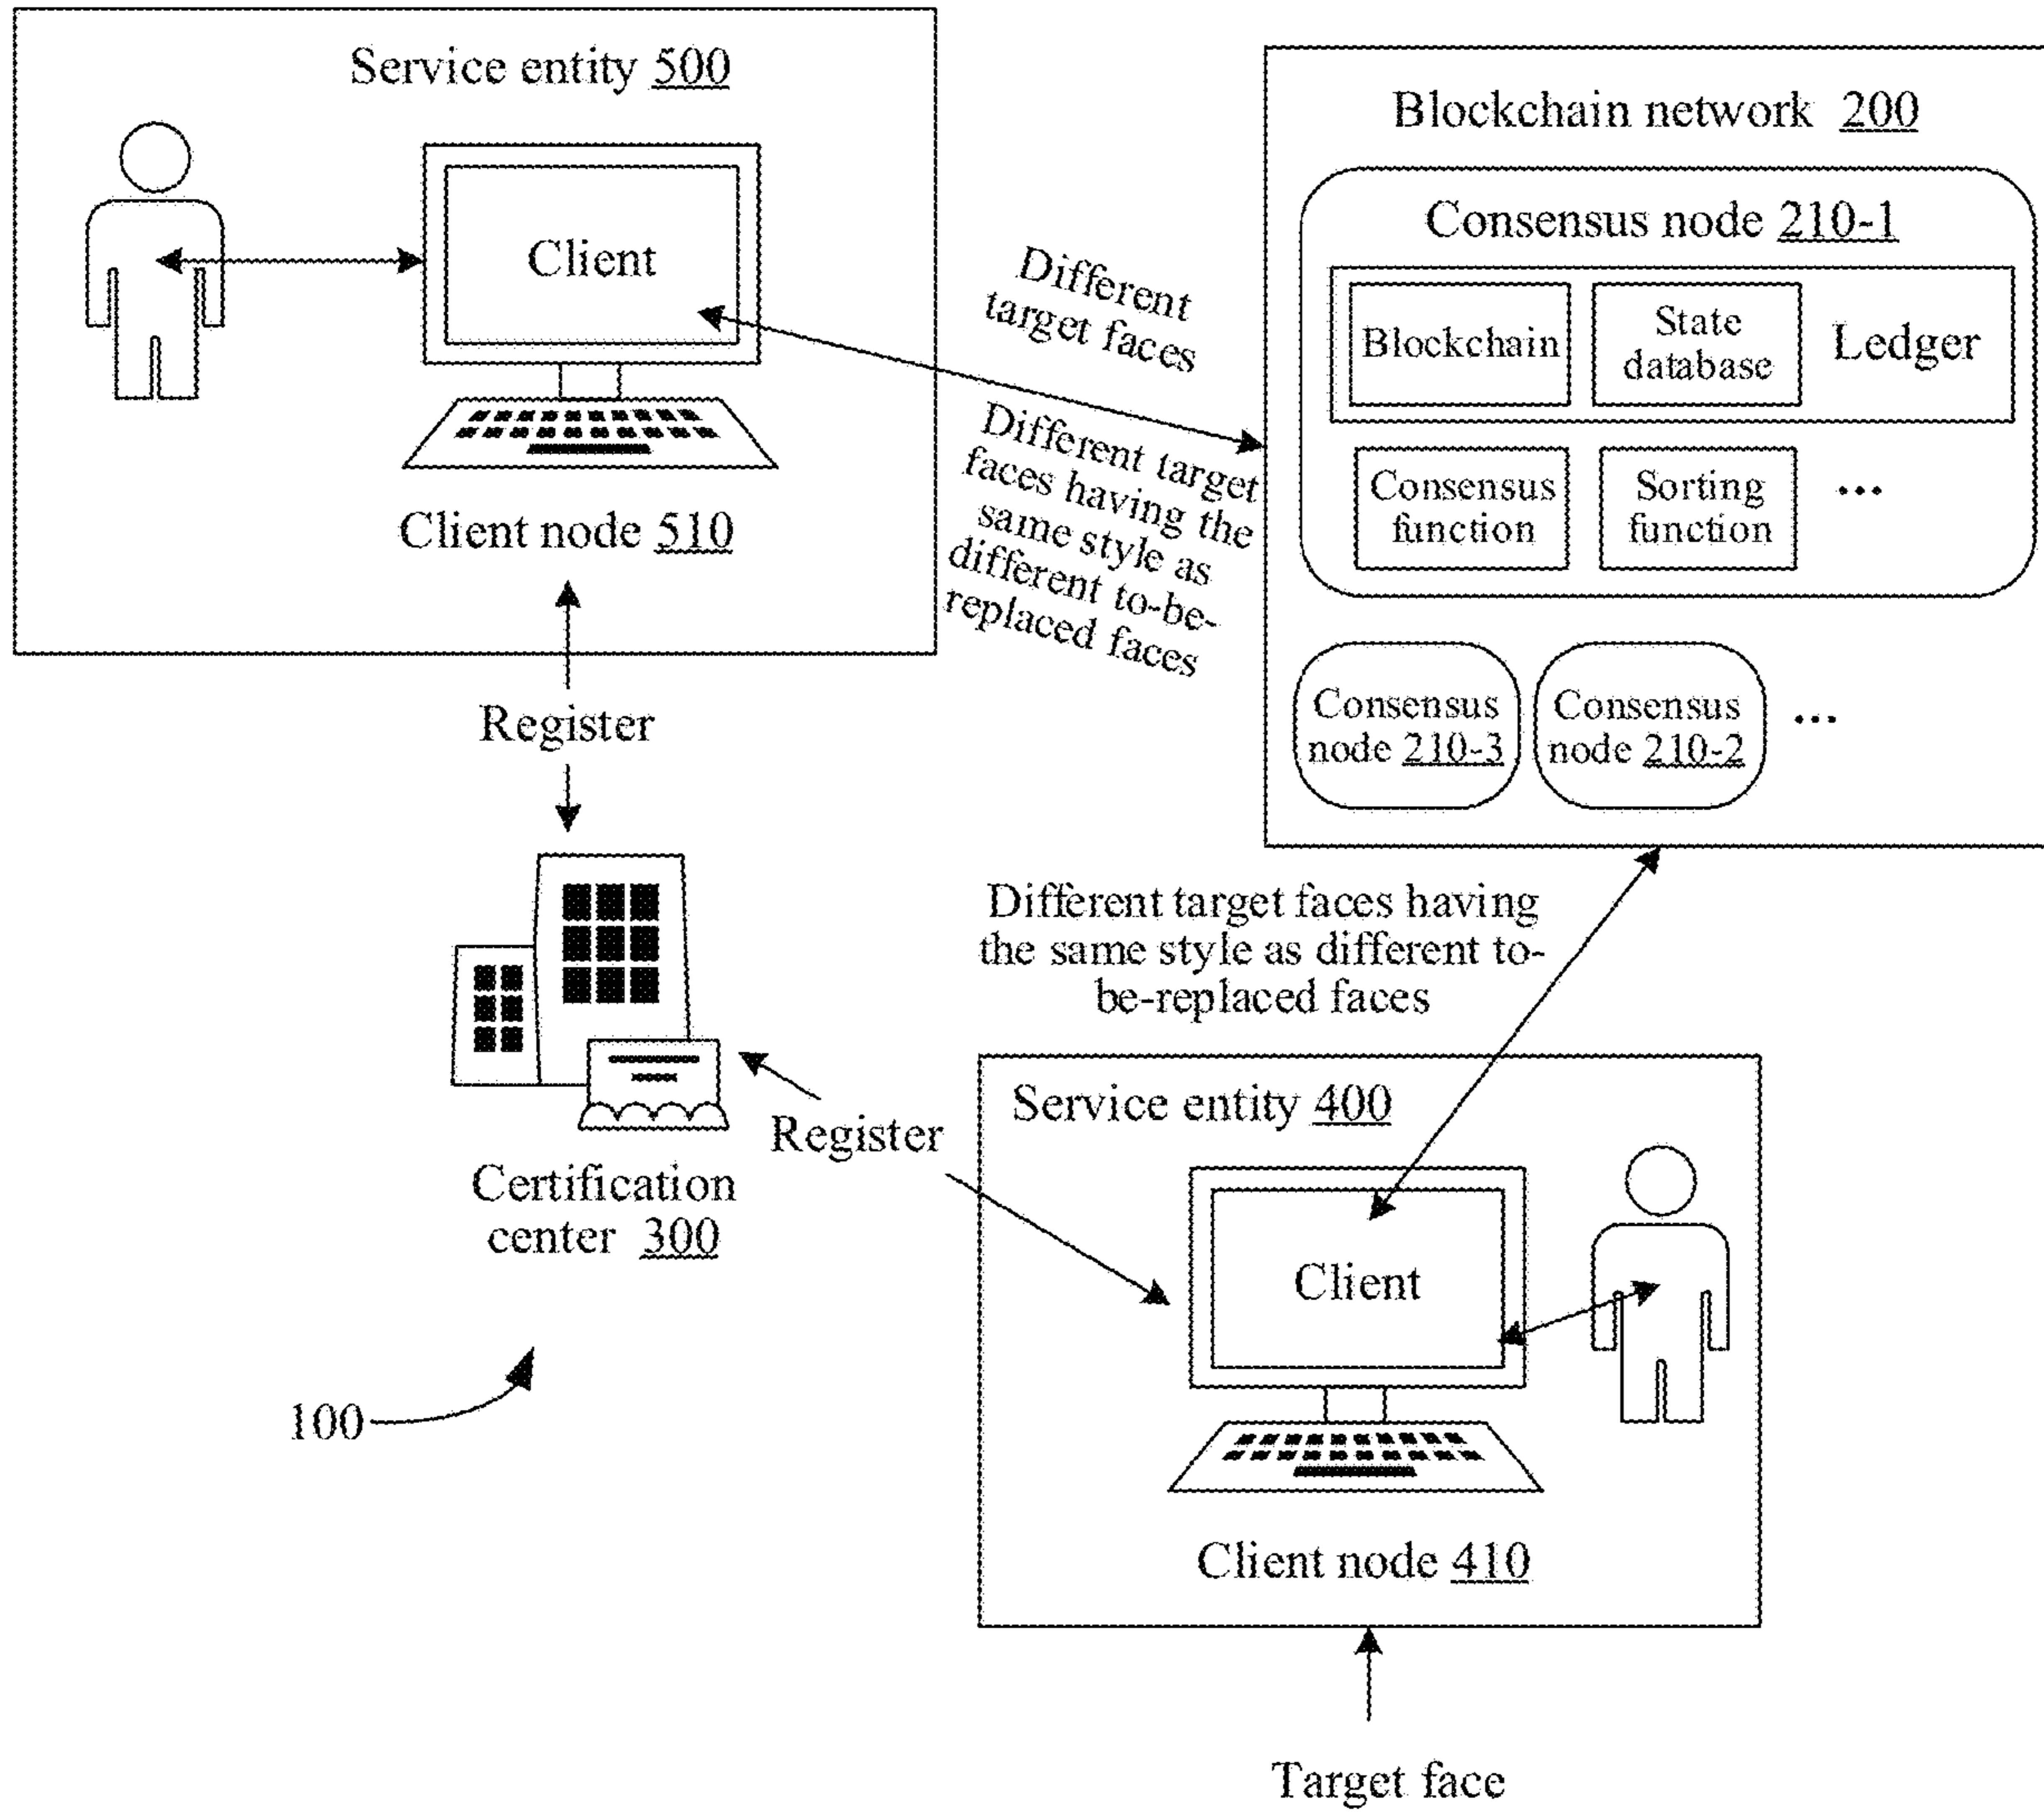 Service entity 500
Client
Client node 510
Register
Different
target faces
Different target
faces having the
same style as
different to-be-
replaced faces
Blockchain network 200
Consensus node 210-1
Blockchain
State
database
Ledger
Consensus
function
Sorting
function
...
Consensus
node 210-3
Consensus
node 210-2
...
Certification
center 300
Register
Different target faces having
the same style as different to-
be-replaced faces
Service entity 400
Client
Client node 410
100
Target face